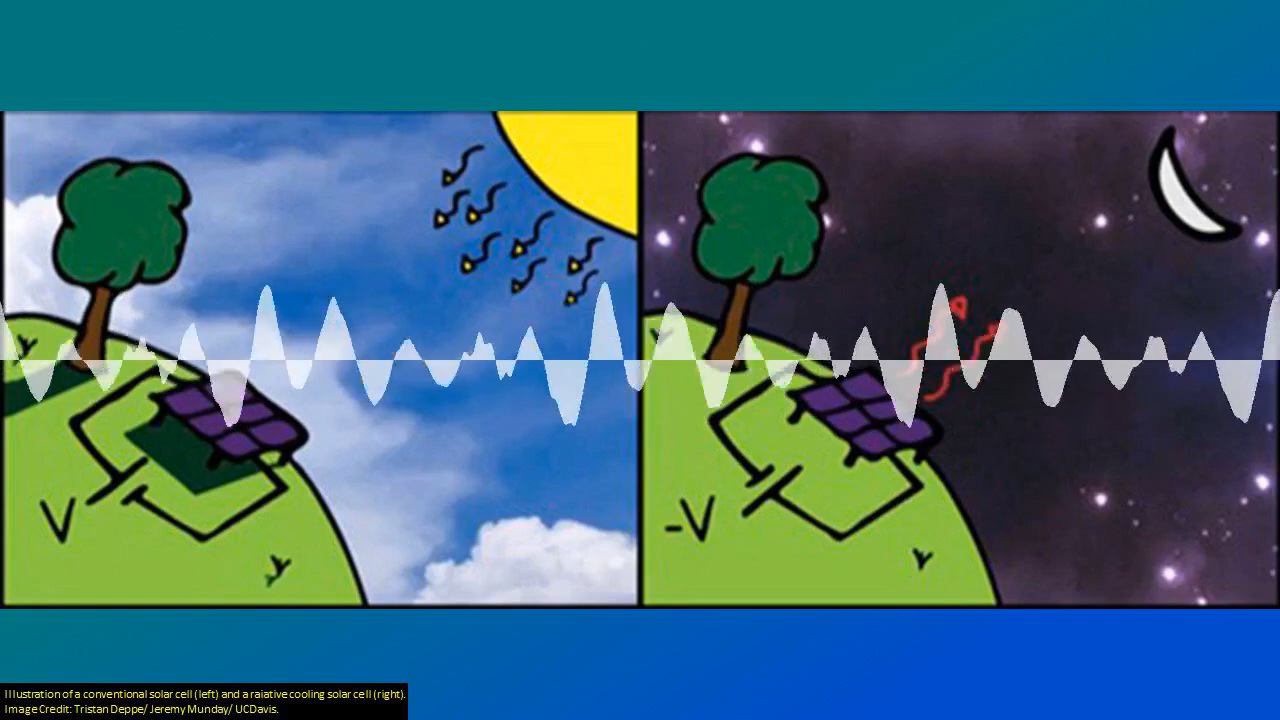 V
-V
Illustration of a conventional solar cell (left) and a raiative cooling solar cell (right).
Image Credit: Tristan Deppe/ Jeremy Munday/ UCDavis.